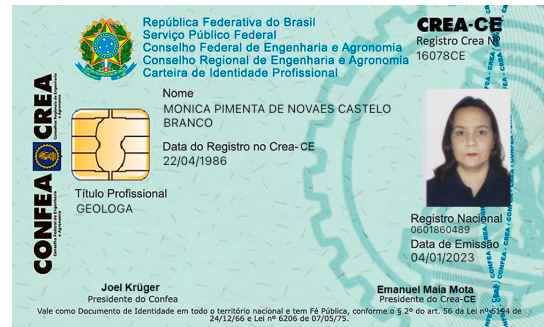 República Federativa do Brasil
Serviço Público Federal
Conselho Federal de Engenharia e Agronomia
Conselho Regional de Engenharia e Agronomia
Carteira de Identidade Profissional
CREA-CE
Registro Crea Nº
16078CE
CONFEA CREA
Nome
MONICA PIMENTA DE NOVAES CASTELO
BRANCO
Data do Registro no Crea-CE
22/04/1986
Título Profissional
GEOLOGA
Registro Nacional
0601860489
Data de Emissão
04/01/2023
Joel Krüger
Presidente do Confea
Emanuel Maia Mota
Presidente do Crea-CE
Vale como Documento de Identidade em todo o território nacional e tem Fé Pública, conforme o § 2º do art. 56 da Lei nº 5194 de
24/12/66 e Lei nº 6206 de 07/05/75.